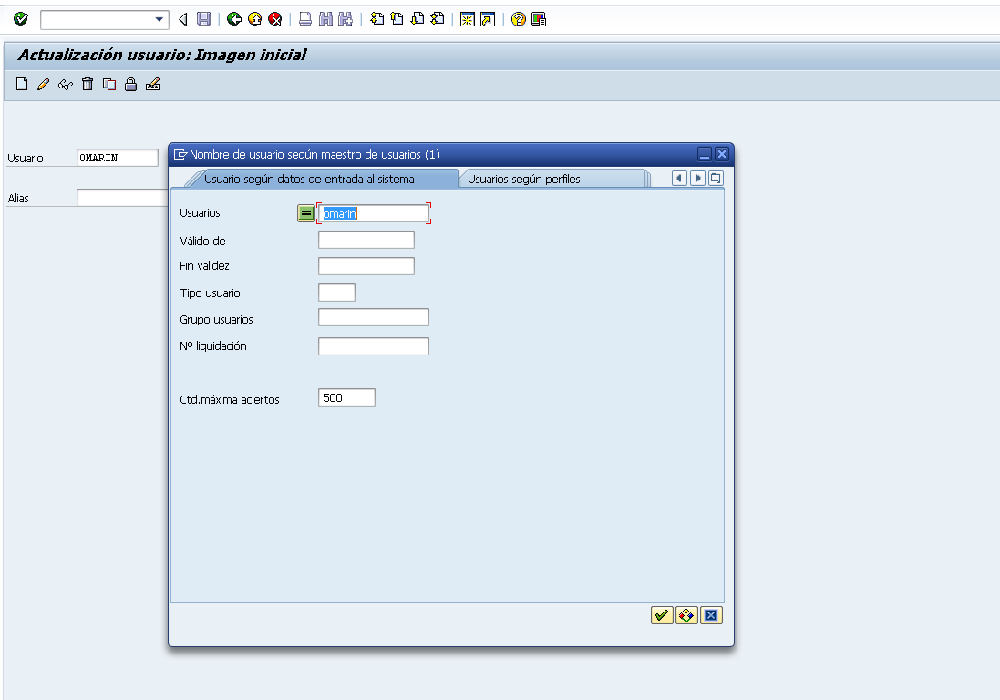 Actualización usuario: Imagen inicial
Usuario OMARIN
Alias
Nombre de usuario según maestro de usuarios (1)
Usuario según datos de entrada al sistema Usuarios según perfiles
Usuarios omarin
Válido de
Fin validez
Tipo usuario
Grupo usuarios
Nº liquidación
Ctd.máxima aciertos 500